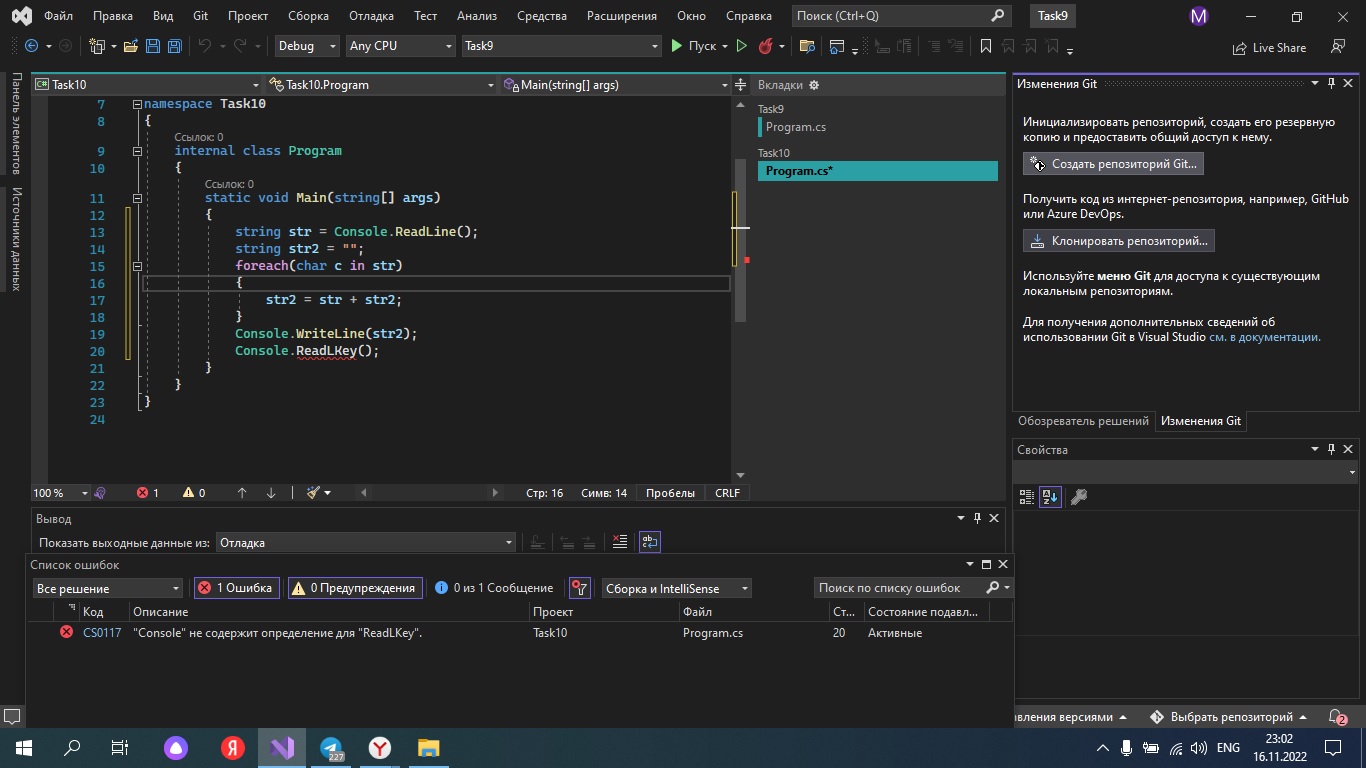 Файл Правка Вид Git Проект Сборка Отладка Тест Анализ Средства Расширения Окно Справка Поиск (Ctrl+Q) Task9 M
Debug Any CPU Task9 Пуск Live Share
Панель элементов
Источники данных
Task10 Task10.Program Main(string[] args)
7 namespace Task10
8 {
Ссылок: 0
9 internal class Program
10 {
Ссылок: 0
11 static void Main(string[] args)
12 {
13 string str = Console.ReadLine();
14 string str2 = "";
15 foreach(char c in str)
16 {
17 str2 = str + str2;
18 }
19 Console.WriteLine(str2);
20 Console.ReadLKey();
21 }
22 }
23 }
24
100 % 1 0 Стр: 16 Симв: 14 Пробелы CRLF
Вкладки
Task9
Program.cs
Task10
Program.cs*
Изменения Git
Инициализировать репозиторий, создать его резервную
копию и предоставить общий доступ к нему.
Создать репозиторий Git...
Получить код из интернет-репозитория, например, GitHub
или Azure DevOps.
Клонировать репозиторий...
Используйте меню Git для доступа к существующим
локальным репозиториям.
Для получения дополнительных сведений об
использовании Git в Visual Studio см. в документации.
Обозреватель решений Изменения Git
Свойства
Вывод
Показать выходные данные из: Отладка
Список ошибок
Все решение 1 Ошибка 0 Предупреждения 0 из 1 Сообщение Сборка и IntelliSense Поиск по списку ошибок
Код Описание Проект Файл Ст... Состояние подавл...
CS0117 "Console" не содержит определение для "ReadLKey". Task10 Program.cs 20 Активные
вления версиями Выбрать репозиторий 2
Я 227 Y ENG 23:02
16.11.2022